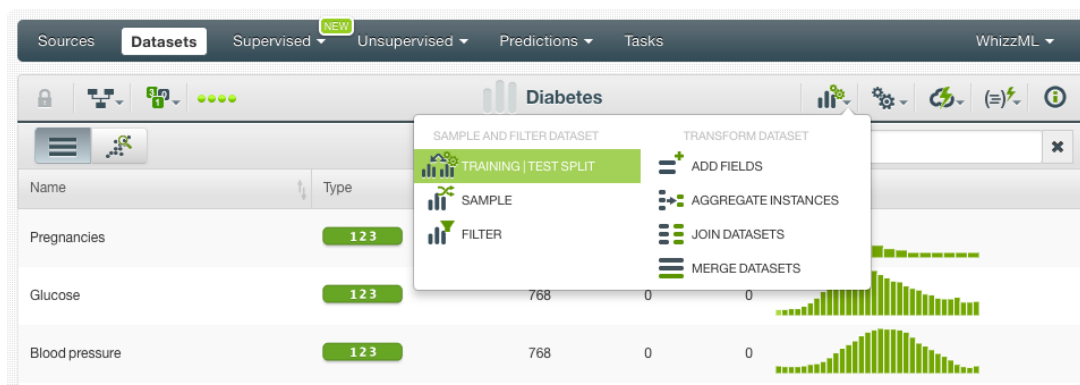 NEW
Sources Datasets Supervised Unsupervised Predictions Tasks WhizzML
Diabetes
SAMPLE AND FILTER DATASET TRANSFORM DATASET
TRAINING | TEST SPLIT ADD FIELDS
SAMPLE AGGREGATE INSTANCES
FILTER JOIN DATASETS
MERGE DATASETS
Name Type
Pregnancies 123
Glucose 123 768 0 0
Blood pressure 123 768 0 0